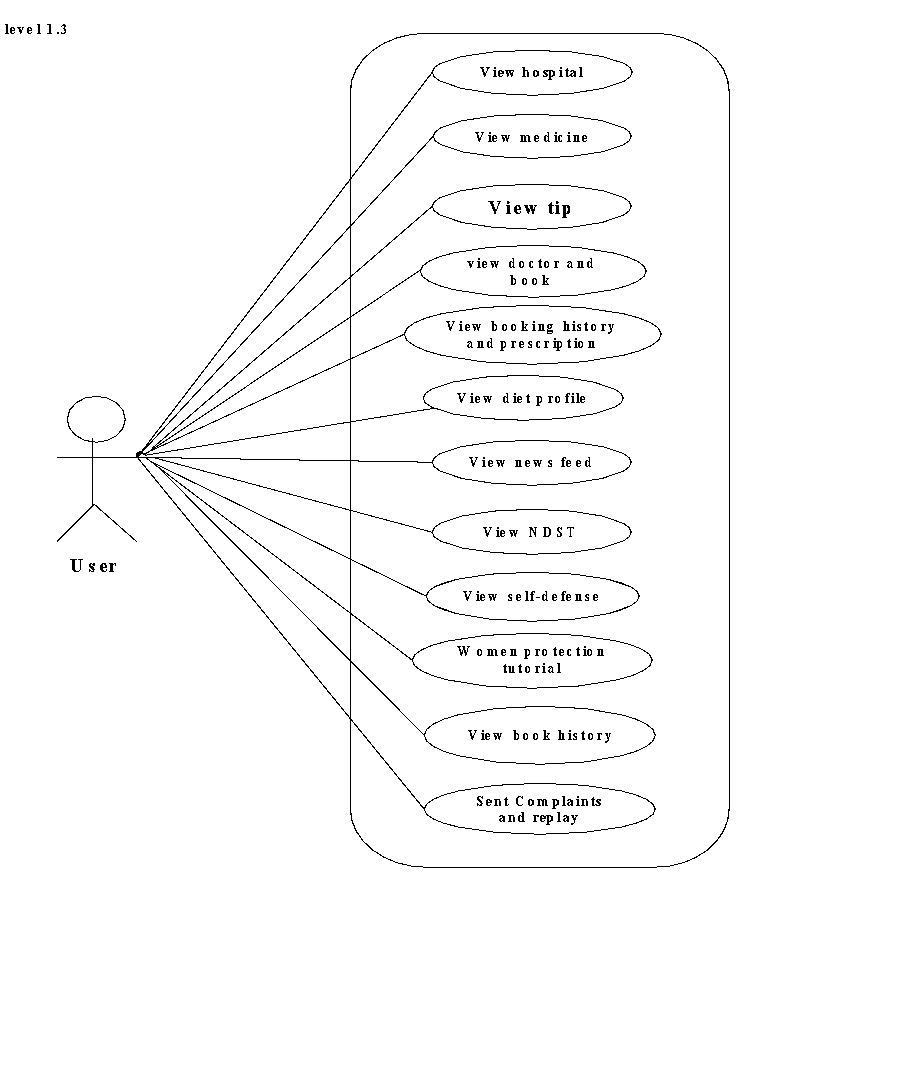 level 1.3
View hospital
View medicine
View tip
view doctor and
book
View booking history
and prescription
View diet profile
View news feed
View NDST
View self-defense
Women protection
tutorial
View book history
Sent Complaints
and replay
User